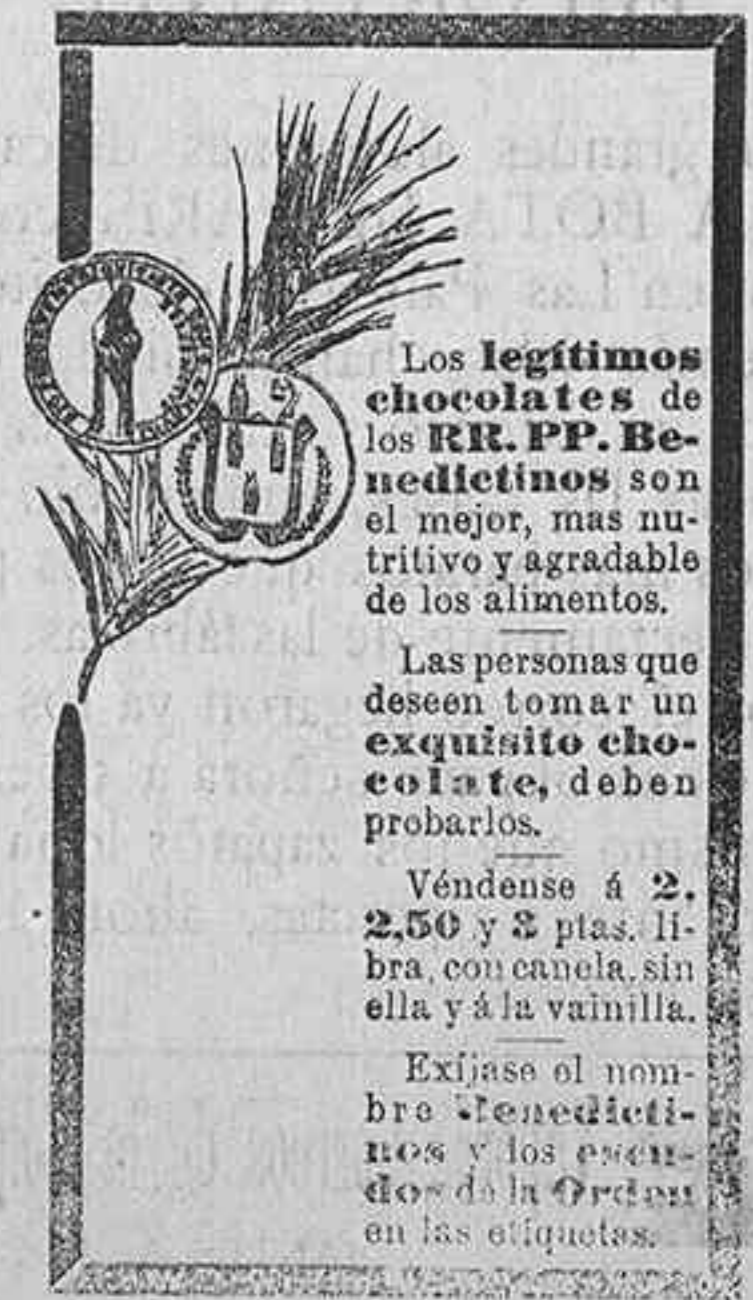 Los legítimos
chocolates de
los RR. PP. Be-
nedictinos son
el mejor, mas nu-
tritivo y agradable
de los alimentos.
Las personas que
deseen tomar un
exquisito cho-
colate, deben
probarlos.
Véndense á 2,
2,50 y 3 ptas. li-
bra, con canela, sin
ella y á la vainilla.
Exíjase el nom-
bre Benedicti-
nos y los escu-
dos de la Orden
en las etiquetas.